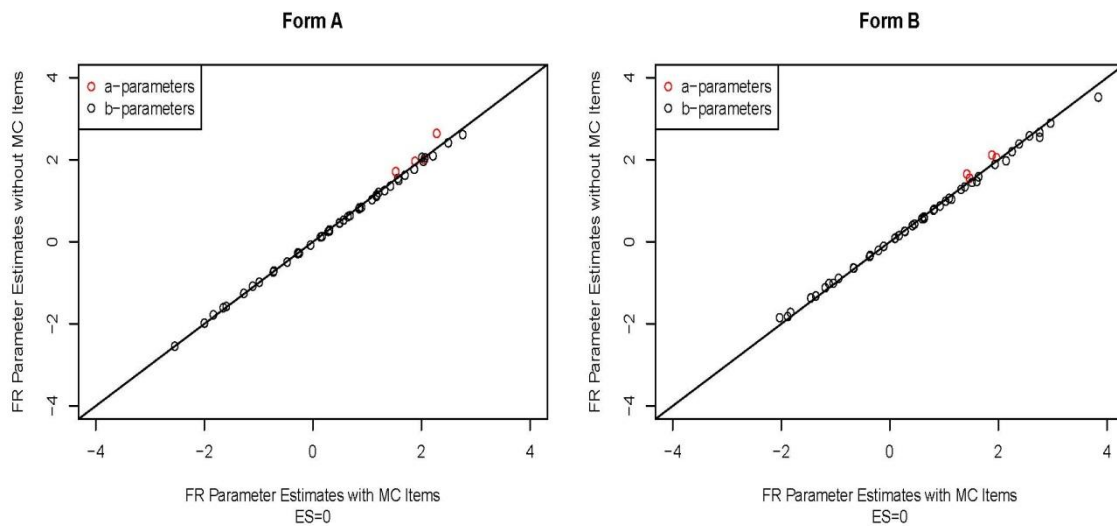 Form A
a−parameters
b−parameters
FR Parameter Estimates without MC Items
4
2
0
−2
−4
−4
−2
0
2
4
FR Parameter Estimates with MC Items
ES=0
Form B
a−parameters
b−parameters
FR Parameter Estimates without MC Items
4
2
0
−2
−4
−4
−2
0
2
4
FR Parameter Estimates with MC Items
ES=0